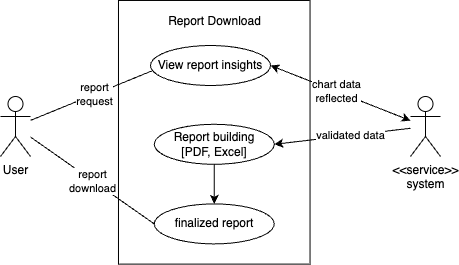 Report Download
View report insights
report
request
chart data
reflected
Report building
[PDF, Excel]
validated data
User
<<service>>
system
report
download
finalized report